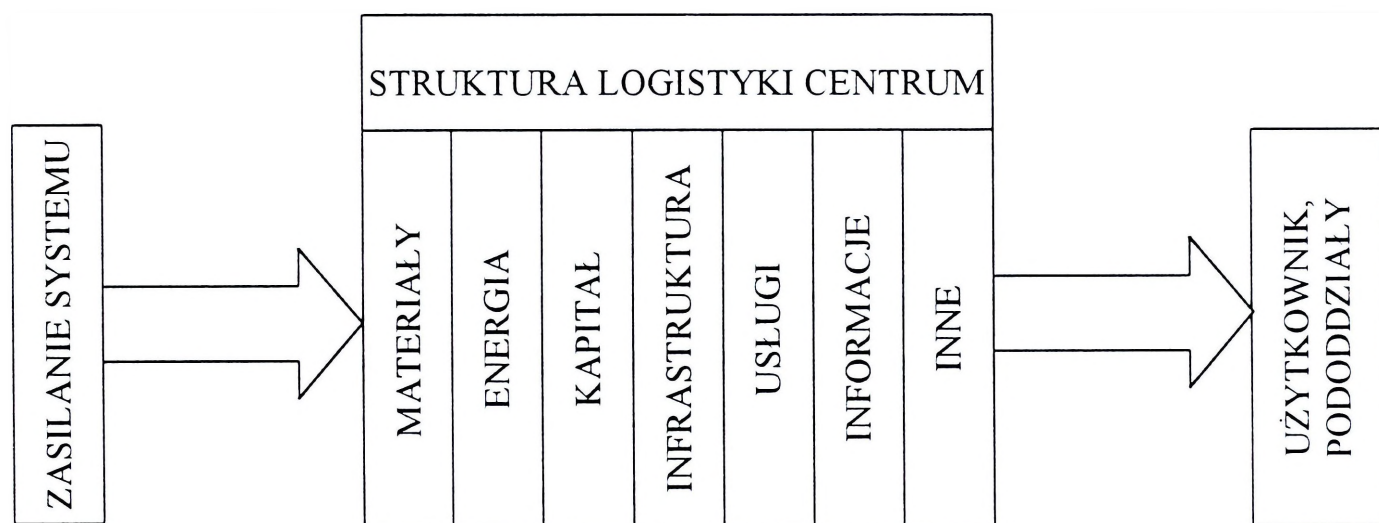 STRUKTURA LOGISTYKI CENTRUM
ZASILANIE SYSTEMU
MATERIAŁY
ENERGIA
KAPITAŁ
INFRASTRUKTURA
USŁUGI
INFORMACJE
INNE
UŻYTKOWNIK,
PODODDZIAŁY